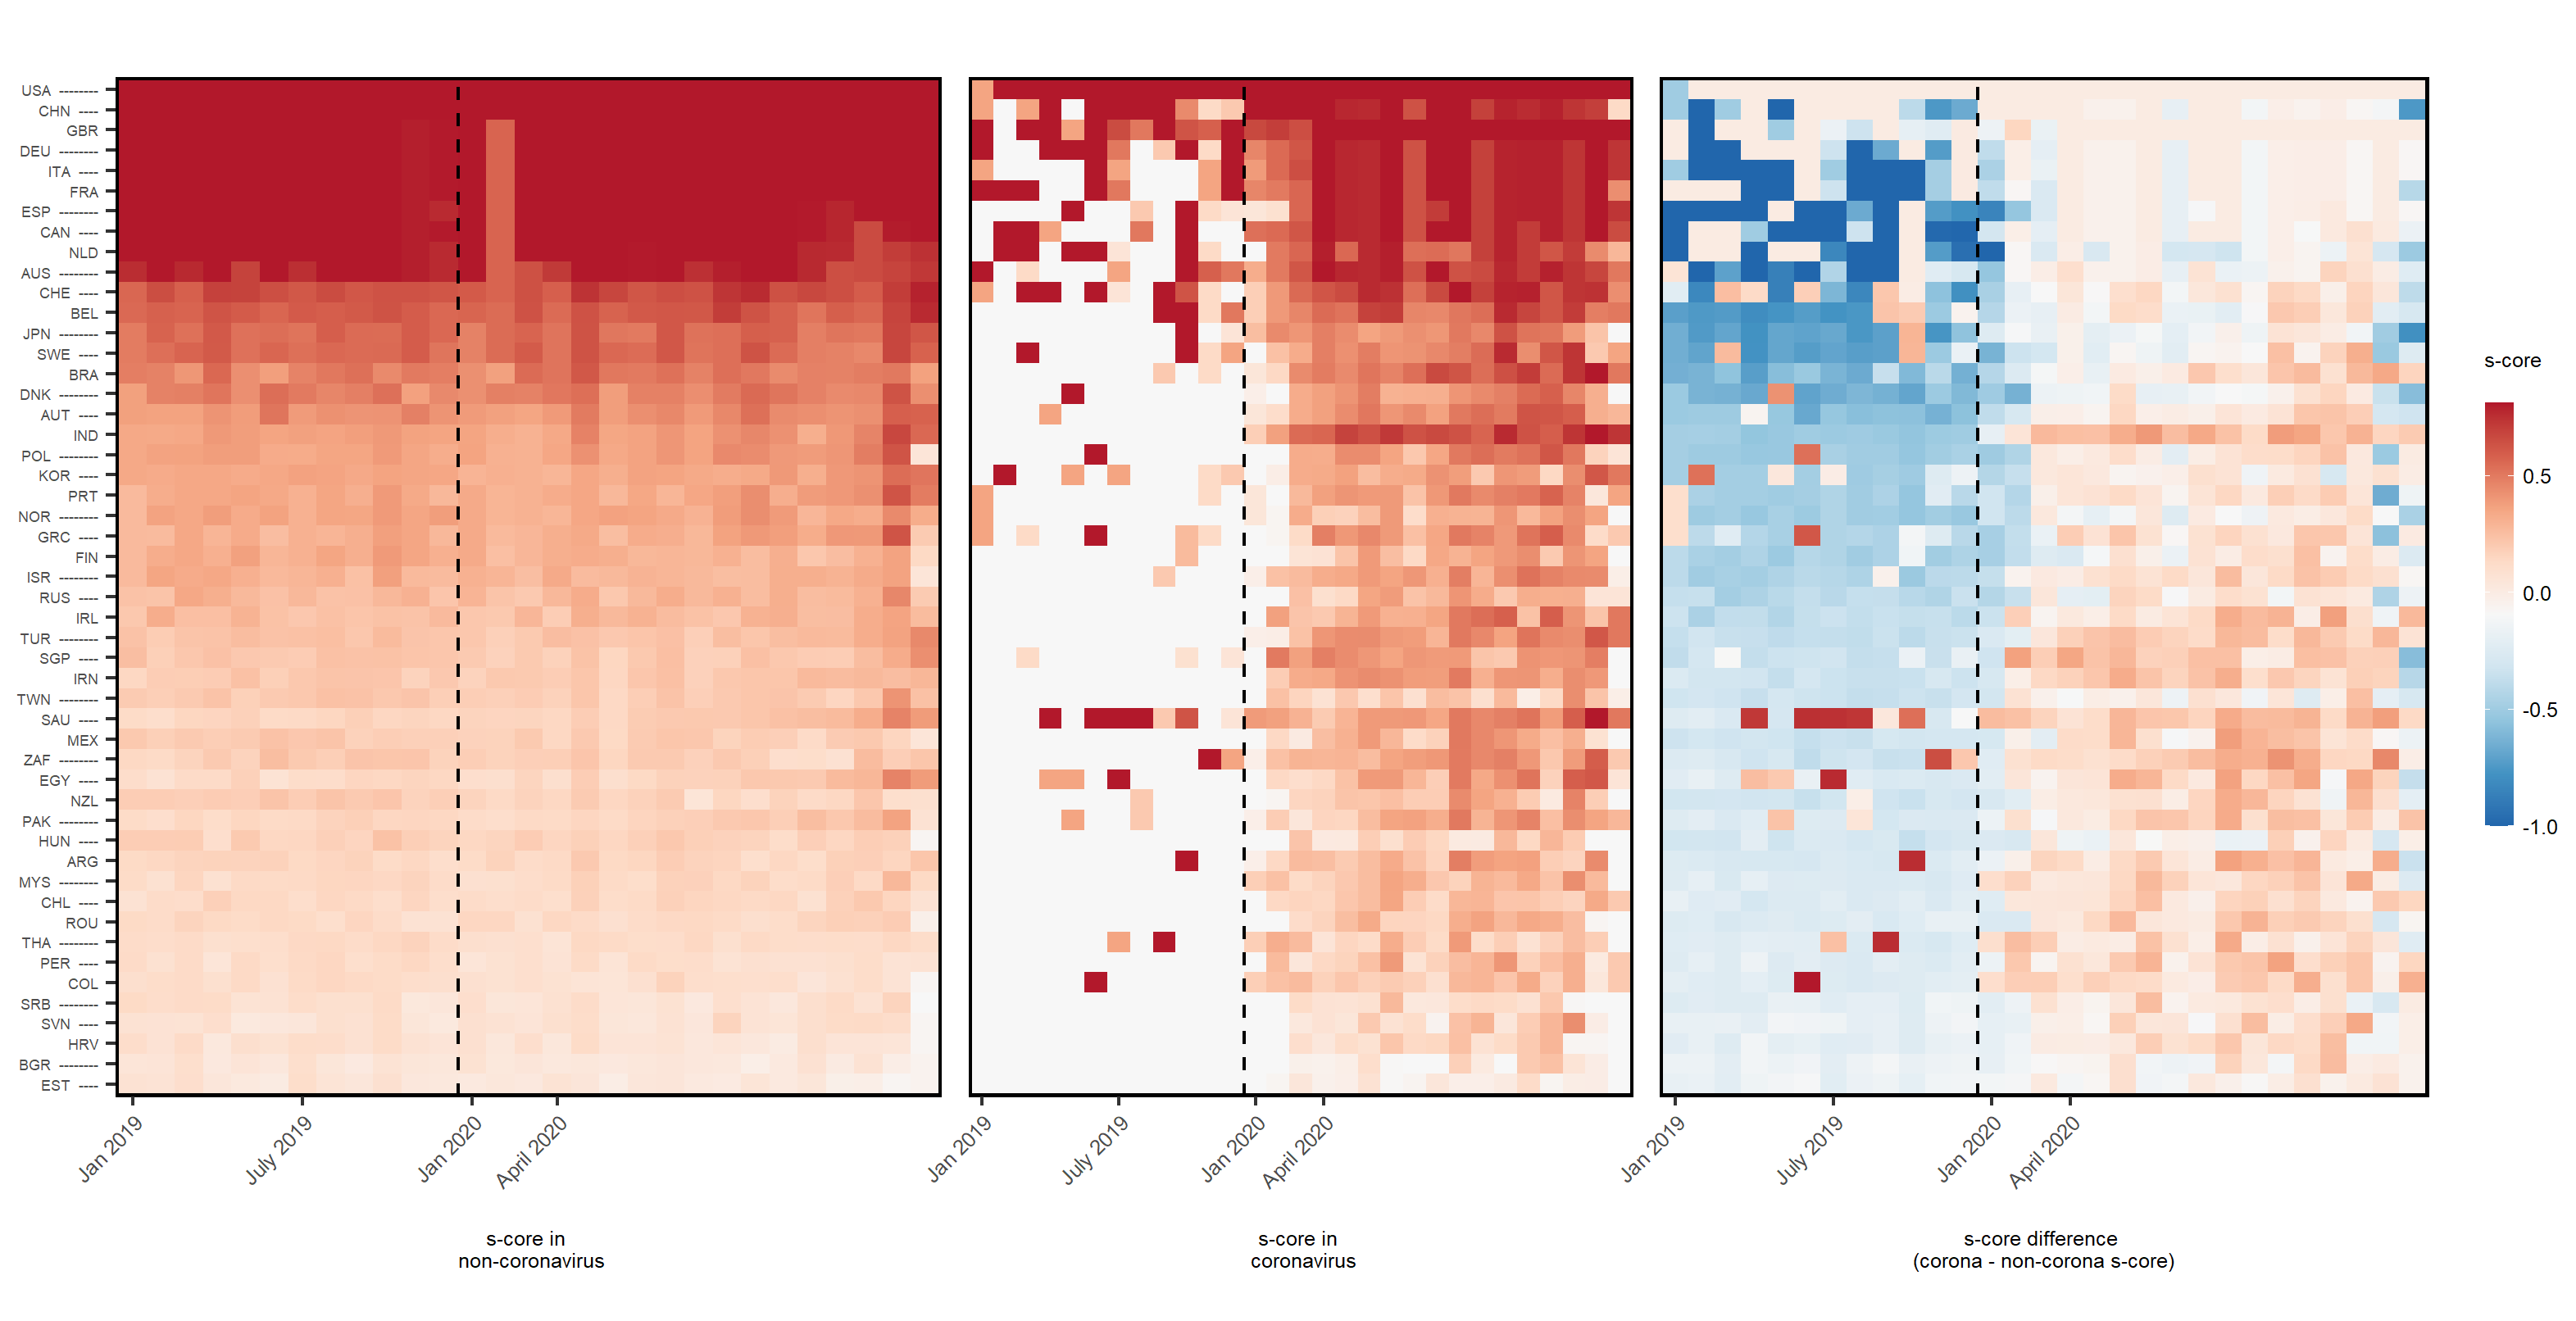 USA --------
CHN ----
GBR
DEU --------
ITA ----
FRA
ESP --------
CAN ----
NLD
AUS --------
CHE ----
BEL
JPN --------
SWE ----
BRA
DNK --------
AUT ----
IND
POL --------
KOR ----
PRT
NOR --------
GRC ----
FIN
ISR --------
RUS ----
IRL
TUR --------
SGP ----
IRN
TWN --------
SAU ----
MEX
ZAF --------
EGY ----
NZL
PAK --------
HUN ----
ARG
MYS --------
CHL ----
ROU
THA --------
PER ----
COL
SRB --------
SVN ----
HRV
BGR --------
EST ----
Jan 2019
July 2019
Jan 2020
April 2020
s-core in
non-coronavirus
Jan 2019
July 2019
Jan 2020
April 2020
s-core in
coronavirus
Jan 2019
July 2019
Jan 2020
April 2020
s-core difference
(corona - non-corona s-core)
s-core
0.5
0.0
-0.5
-1.0